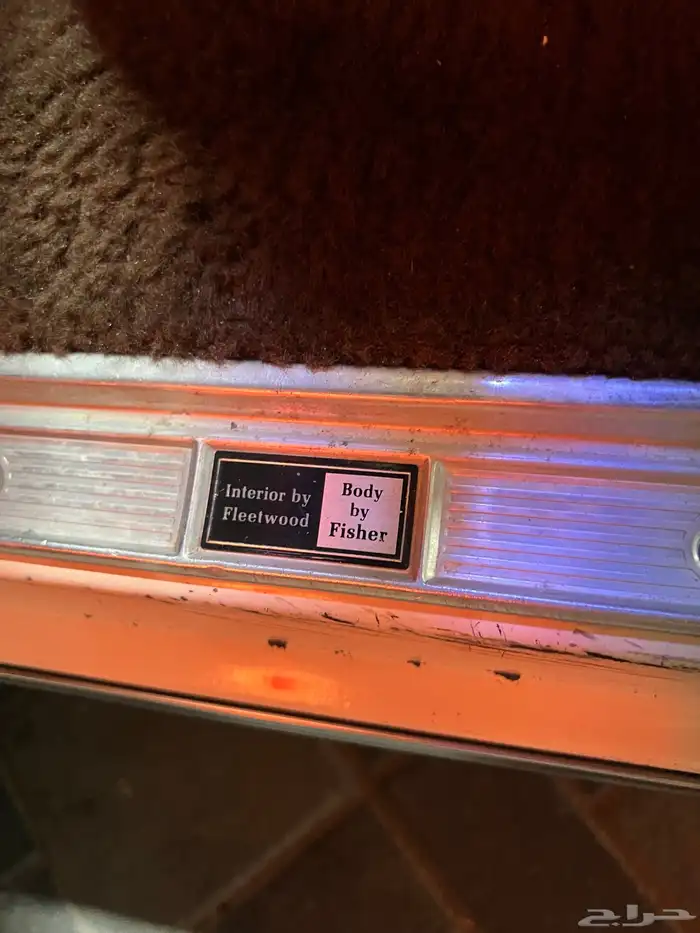 Interior by
Fleetwood
Body
by
Fisher
حراج